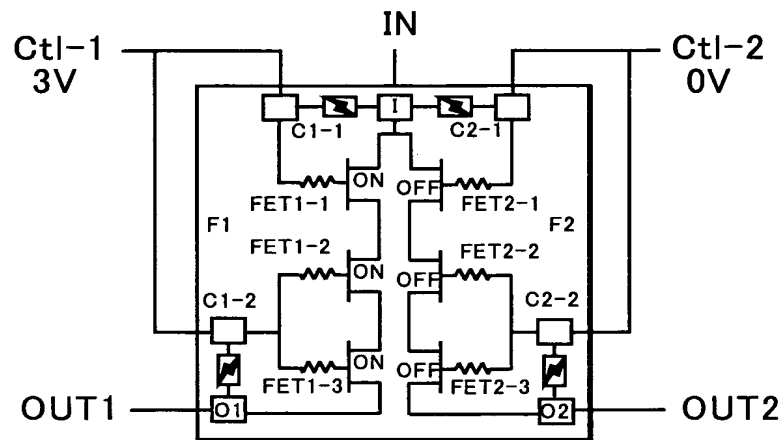 IN
Ctl-1
3V
Ctl-2
0V
I
C1-1
C2-1
ON
OFF
FET1-1
FET2-1
F1
F2
FET1-2
FET2-2
ON
OFF
C1-2
C2-2
ON
OFF
FET1-3
FET2-3
OUT1
O1
O2
OUT2